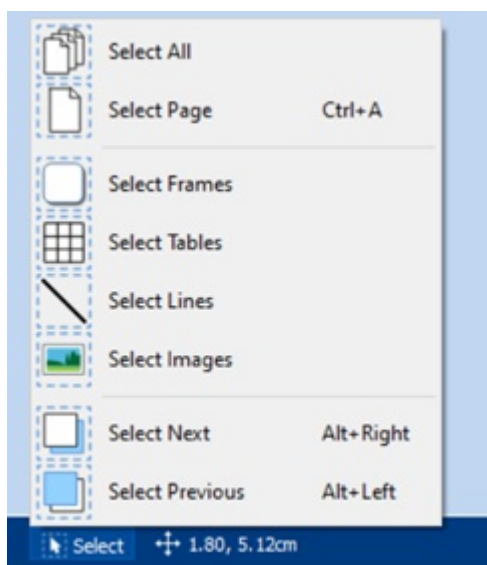 Select All
Select Page Ctrl+A
Select Frames
Select Tables
Select Lines
Select Images
Select Next Alt+Right
Select Previous Alt+Left
Select 1.80, 5.12cm